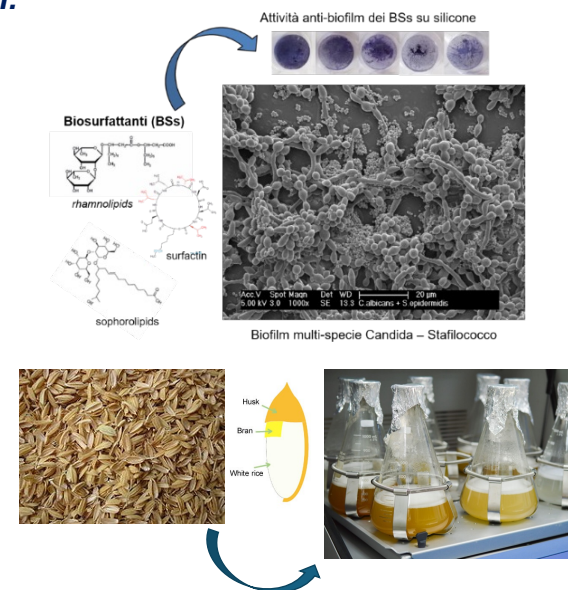 Attività anti-biofilm dei BSs su silicone
Biosurfattanti (BSs)
rhamnolipids
surfactin
sophorolipids
Acc.V Spot Magn Det WD 20 µm
5.00 kV 3.0 1000x SE 13.3 C.albicans + S.epidermidis
Biofilm multi-specie Candida – Stafilococco
Husk
Bran
White rice